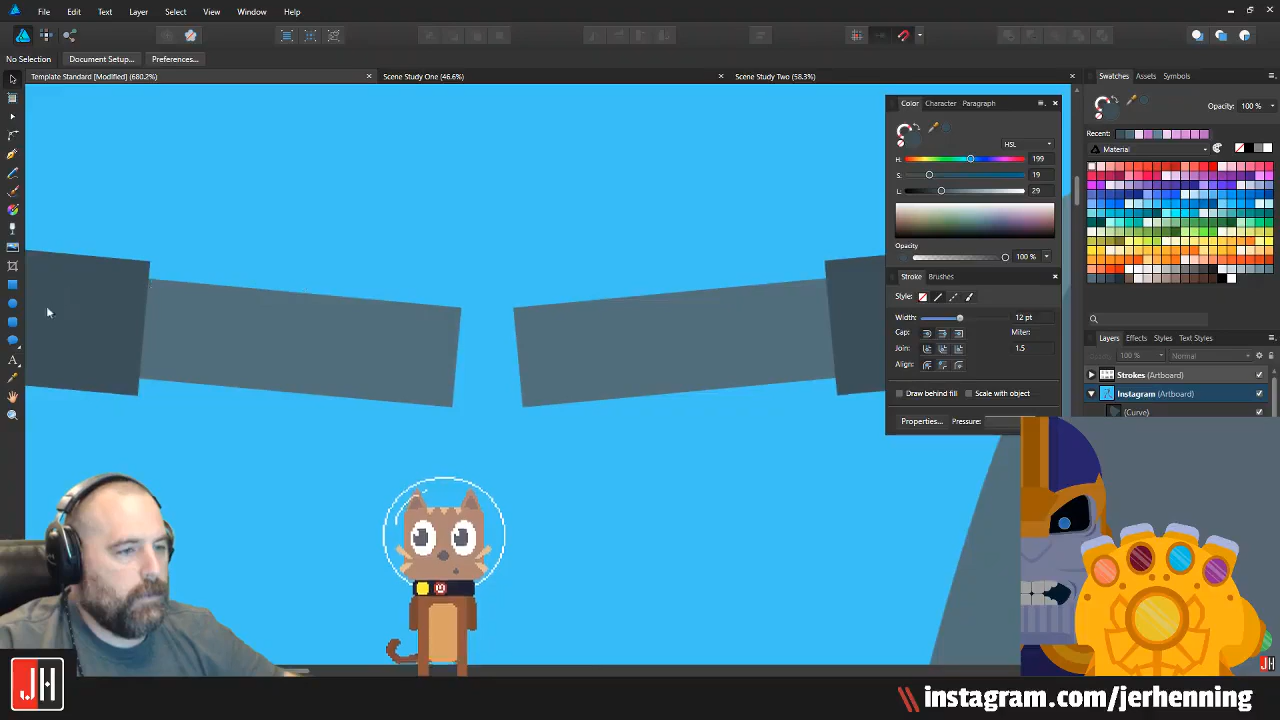 File Edit Text Layer Select View Window Help
No Selection Document Setup... Preferences...
Template Standard [Modified] (680.2%) Scene Study One (46.6%) Scene Study Two (58.3%)
Color Character Paragraph
HSL
H: 199
S: 19
L: 29
Opacity
100 %
Stroke Brushes
Style:
Width: 12 pt
Cap: Miter:
Join: 1.5
Align:
Draw behind fill Scale with object
Properties... Pressure:
Swatches Assets Symbols
Opacity: 100 %
Recent:
Material
Layers Effects Styles Text Styles
Opacity: 100 % Normal
Strokes (Artboard)
Instagram (Artboard)
(Curve)
JH
JH
instagram.com/jerhenning